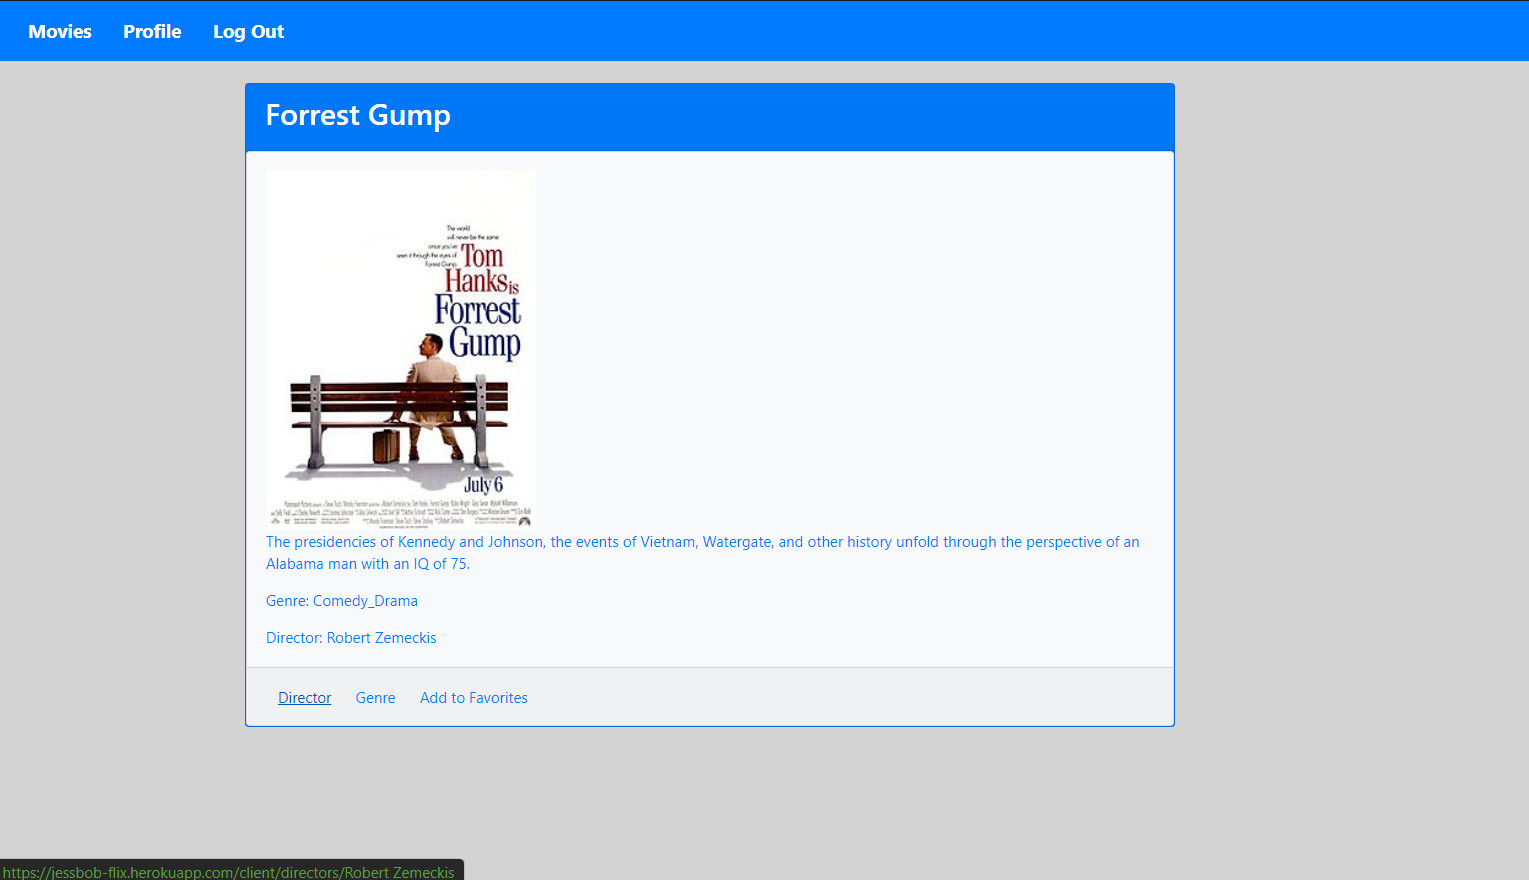 Movies Profile Log Out
Forrest Gump
The world
will never be the same
once you've
seen it through the eyes of
Forrest Gump.
Tom
Hanks is
Forrest
Gump
July 6
The presidencies of Kennedy and Johnson, the events of Vietnam, Watergate, and other history unfold through the perspective of an
Alabama man with an IQ of 75.
Genre: Comedy_Drama
Director: Robert Zemeckis
Director Genre Add to Favorites
https://jessbob-flix.herokuapp.com/client/directors/Robert Zemeckis